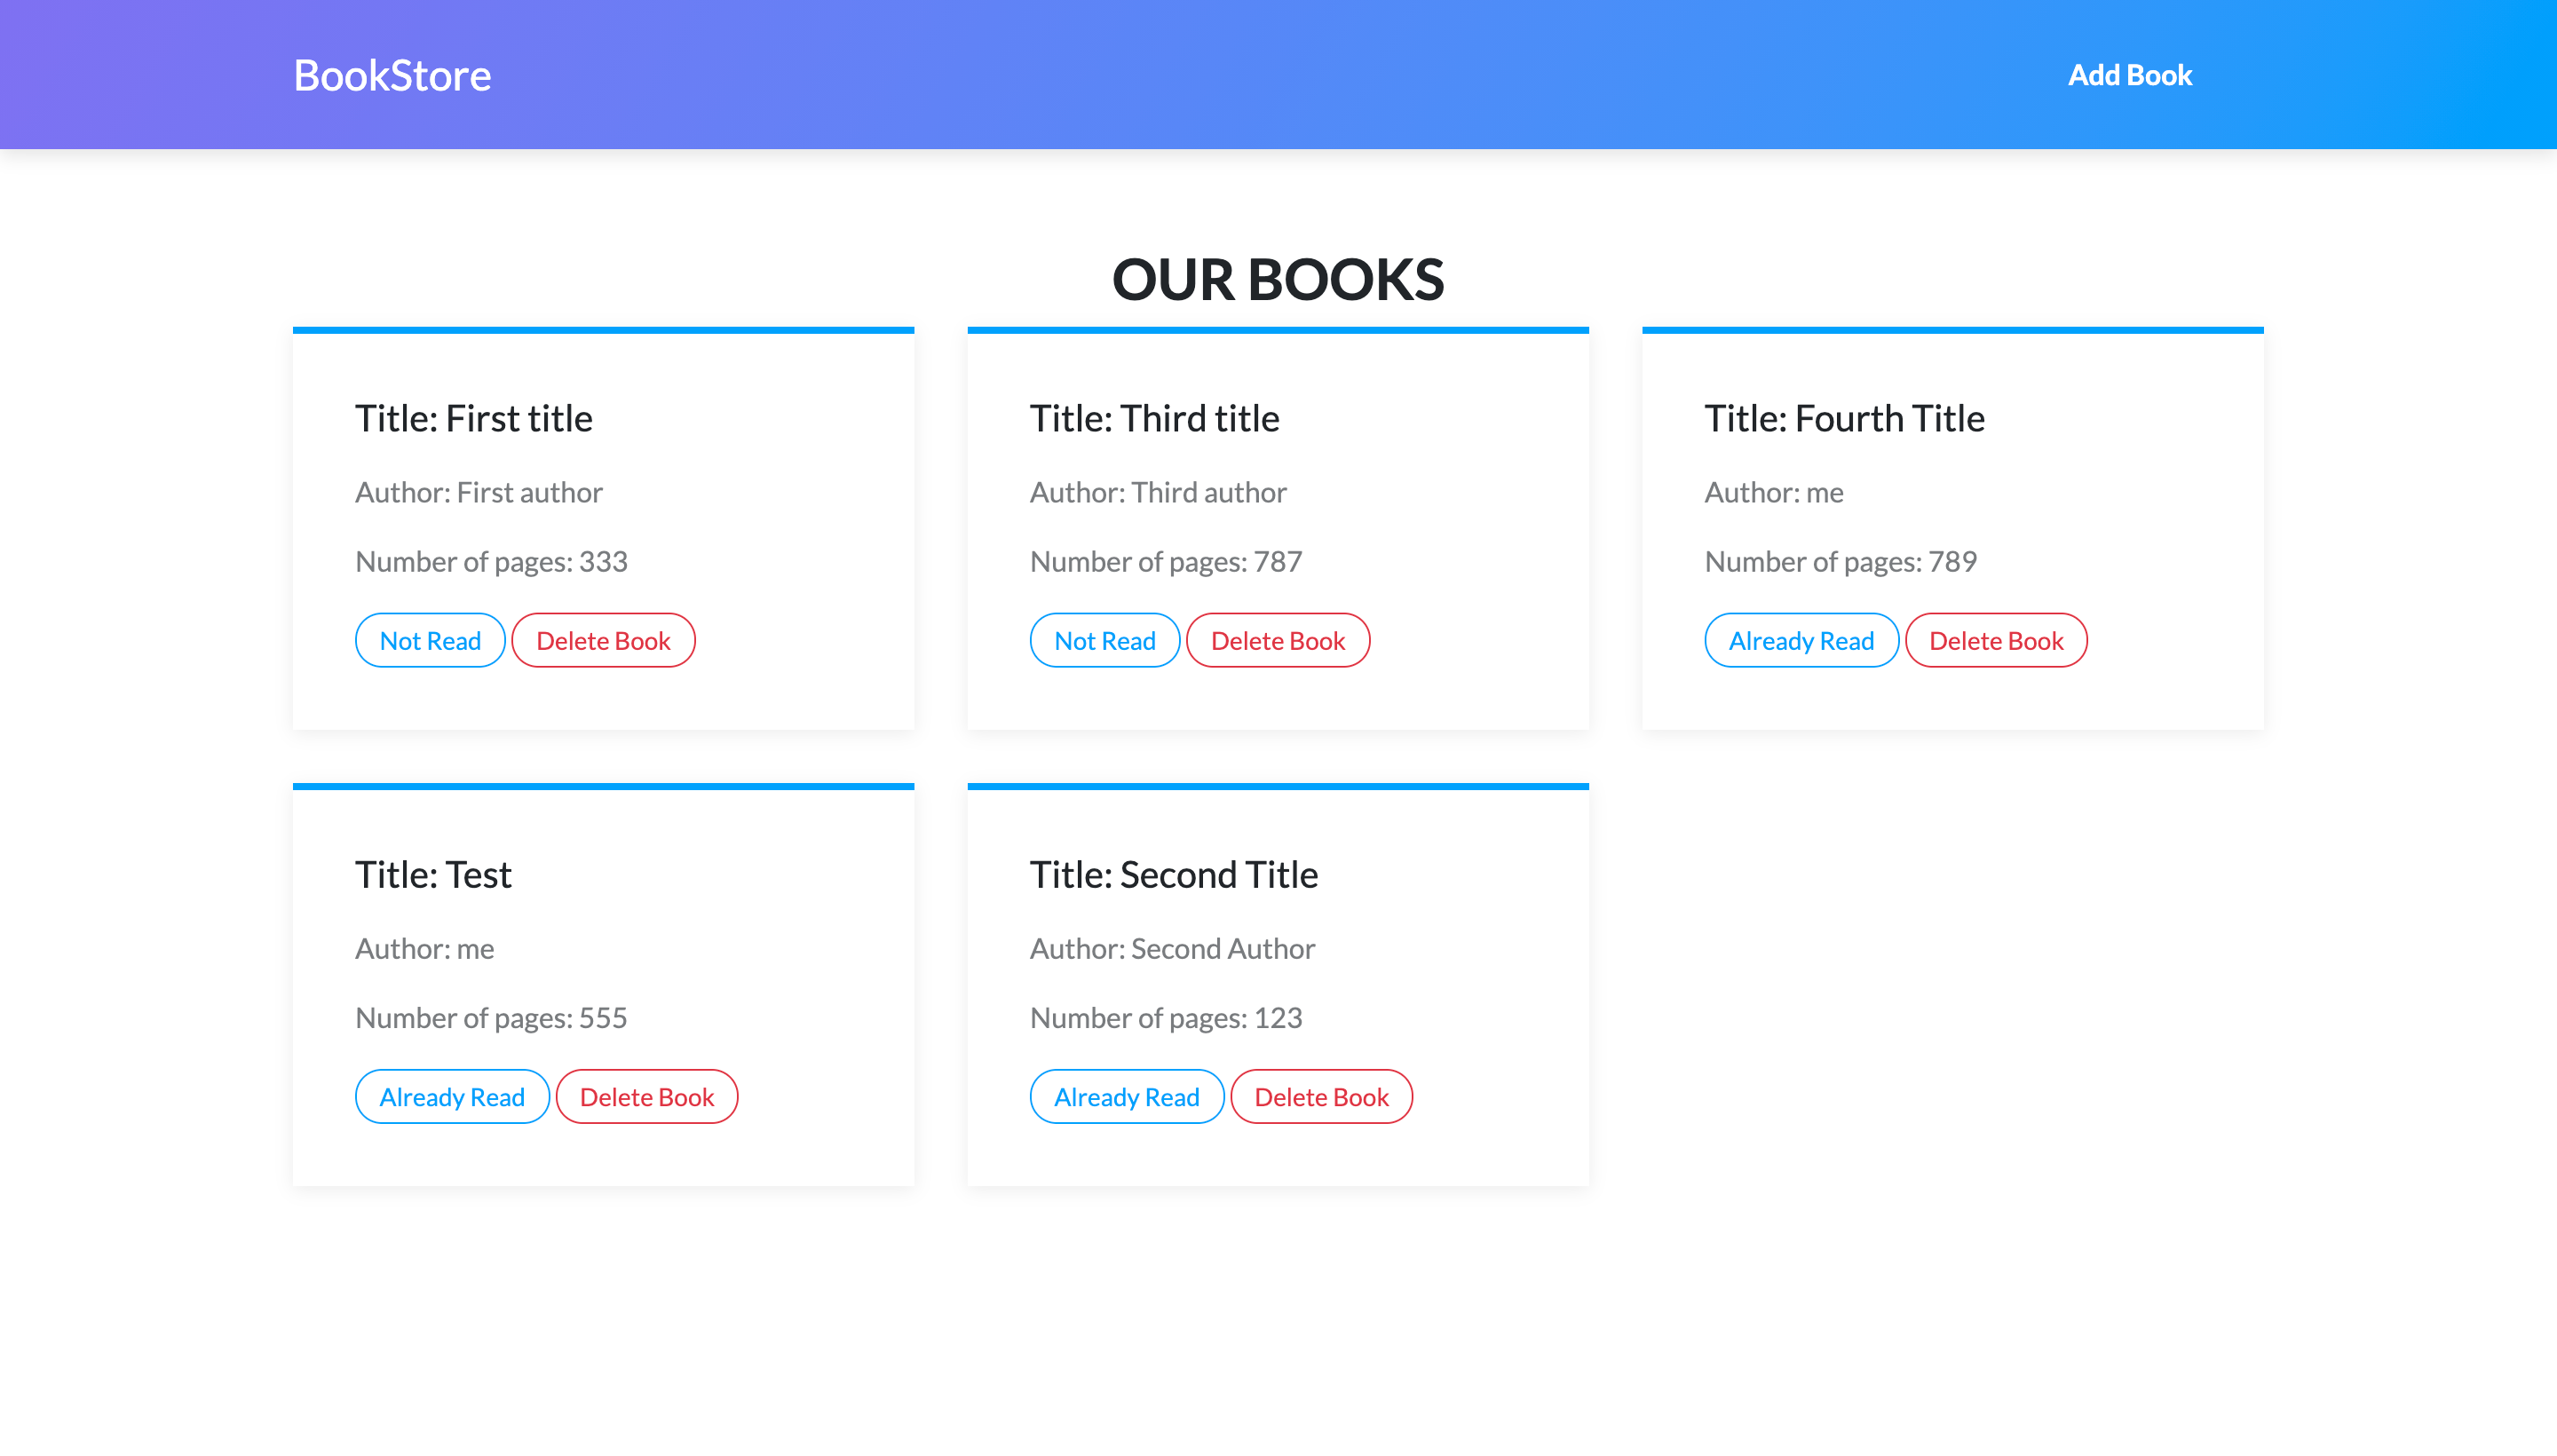 BookStore
Add Book
OUR BOOKS
Title: First title
Author: First author
Number of pages: 333
Not Read Delete Book
Title: Third title
Author: Third author
Number of pages: 787
Not Read Delete Book
Title: Fourth Title
Author: me
Number of pages: 789
Already Read Delete Book
Title: Test
Author: me
Number of pages: 555
Already Read Delete Book
Title: Second Title
Author: Second Author
Number of pages: 123
Already Read Delete Book